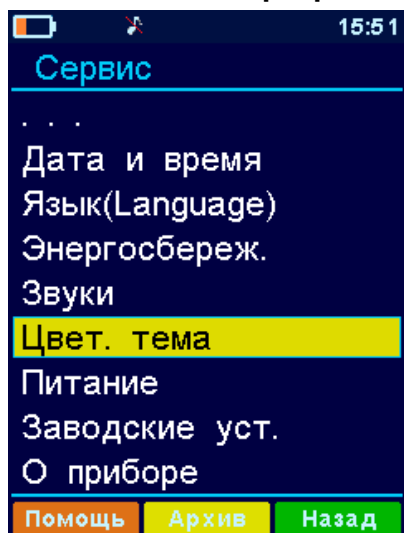 15:51
Сервис
. . .
Дата и время
Язык(Language)
Энергосбереж.
Звуки
Цвет. тема
Питание
Заводские уст.
О приборе
Помощь Архив Назад